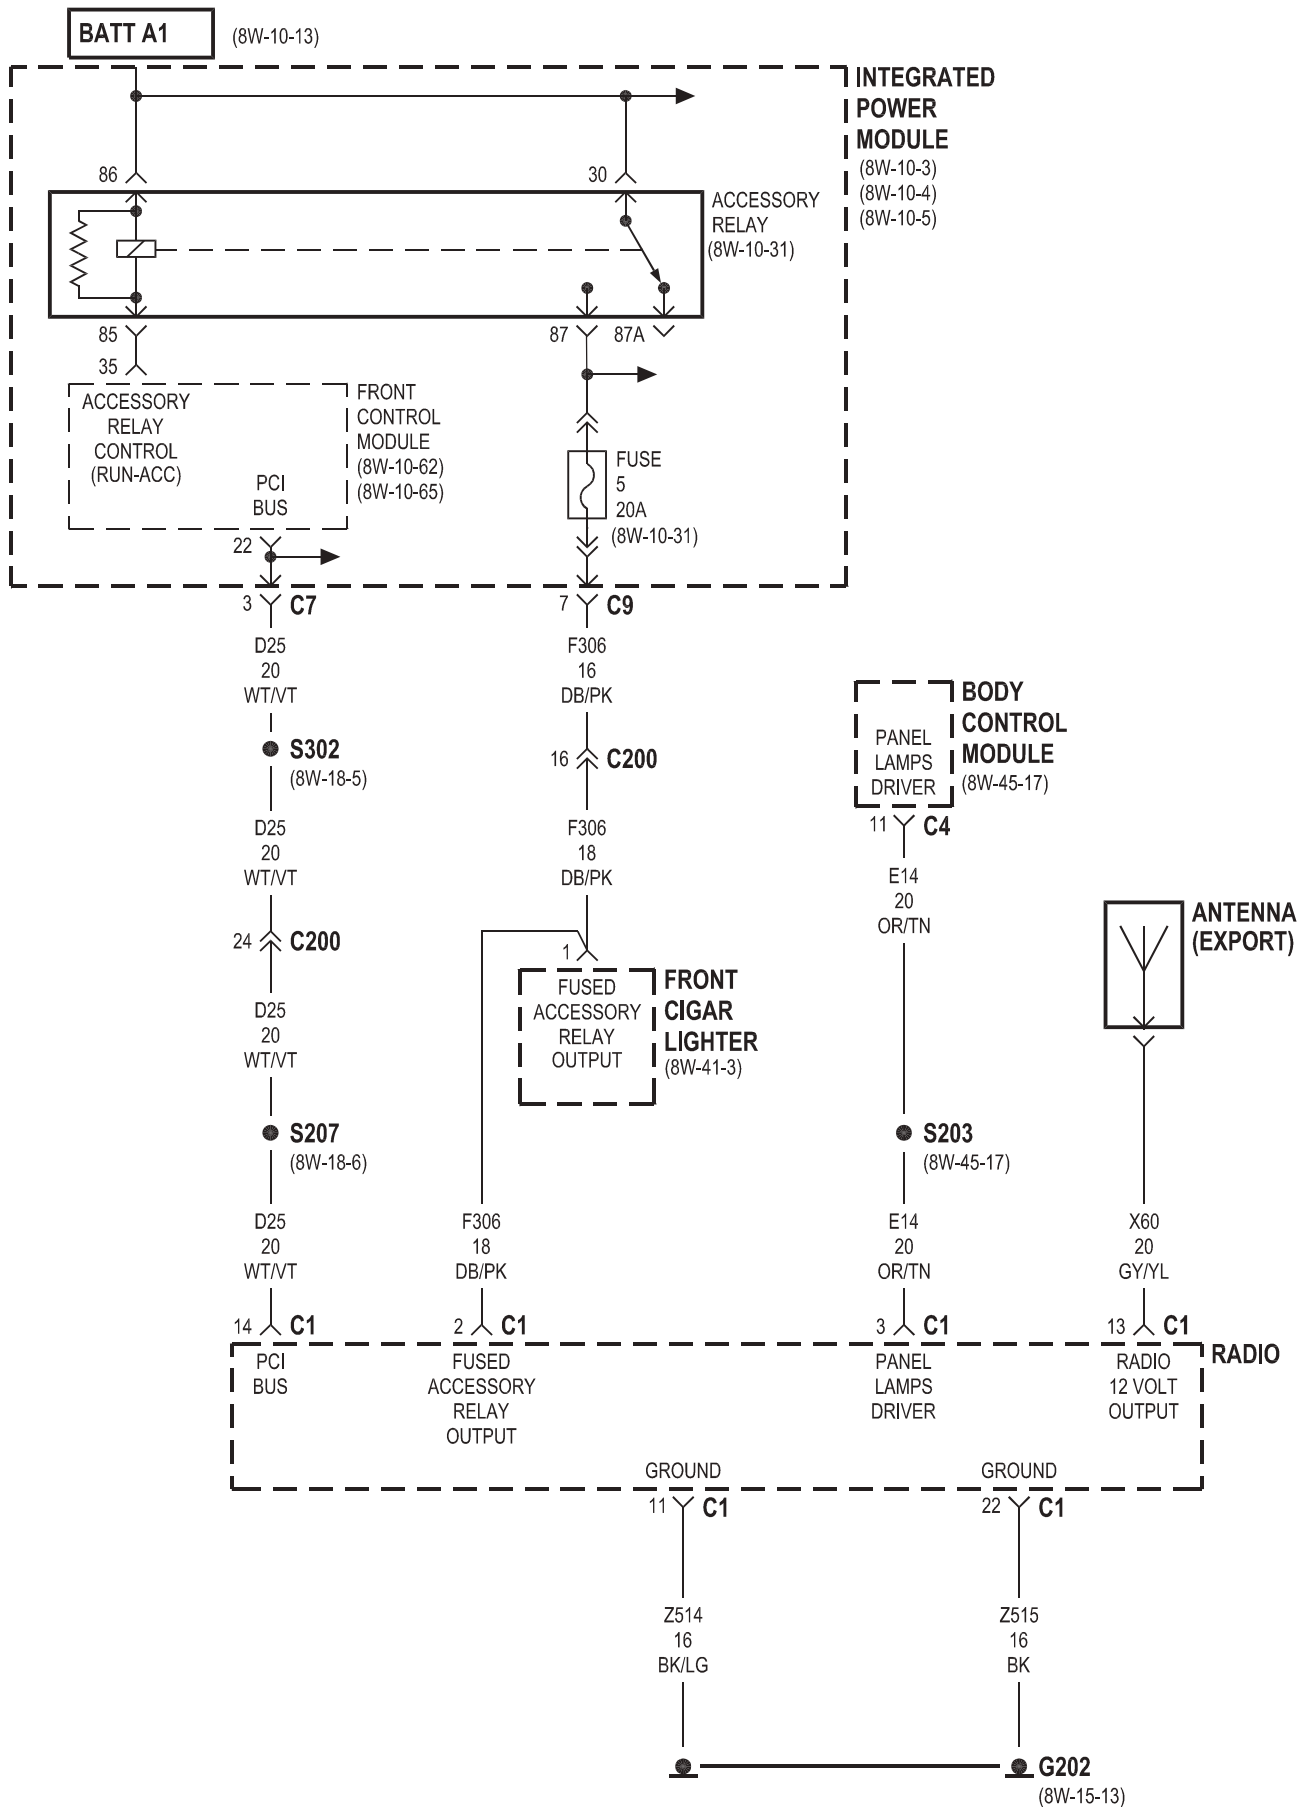 BATT A1
(8W-10-13)
INTEGRATED
POWER
MODULE
(8W-10-3)
(8W-10-4)
(8W-10-5)
86
30
ACCESSORY
RELAY
(8W-10-31)
85
87
87A
35
ACCESSORY
RELAY
CONTROL
(RUN-ACC)
PCI
BUS
FRONT
CONTROL
MODULE
(8W-10-62)
(8W-10-65)
FUSE
5
20A
(8W-10-31)
22
3
C7
7
C9
D25
20
WT/VT
F306
16
DB/PK
S302
(8W-18-5)
16
C200
PANEL
LAMPS
DRIVER
BODY
CONTROL
MODULE
(8W-45-17)
D25
20
WT/VT
F306
18
DB/PK
11
C4
E14
20
OR/TN
24
C200
1
FUSED
ACCESSORY
RELAY
OUTPUT
FRONT
CIGAR
LIGHTER
(8W-41-3)
ANTENNA
(EXPORT)
D25
20
WT/VT
S207
(8W-18-6)
S203
(8W-45-17)
D25
20
WT/VT
F306
18
DB/PK
E14
20
OR/TN
X60
20
GY/YL
14
C1
2
C1
3
C1
13
C1
RADIO
PCI
BUS
FUSED
ACCESSORY
RELAY
OUTPUT
PANEL
LAMPS
DRIVER
RADIO
12 VOLT
OUTPUT
GROUND
GROUND
11
C1
22
C1
Z514
16
BK/LG
Z515
16
BK
G202
(8W-15-13)